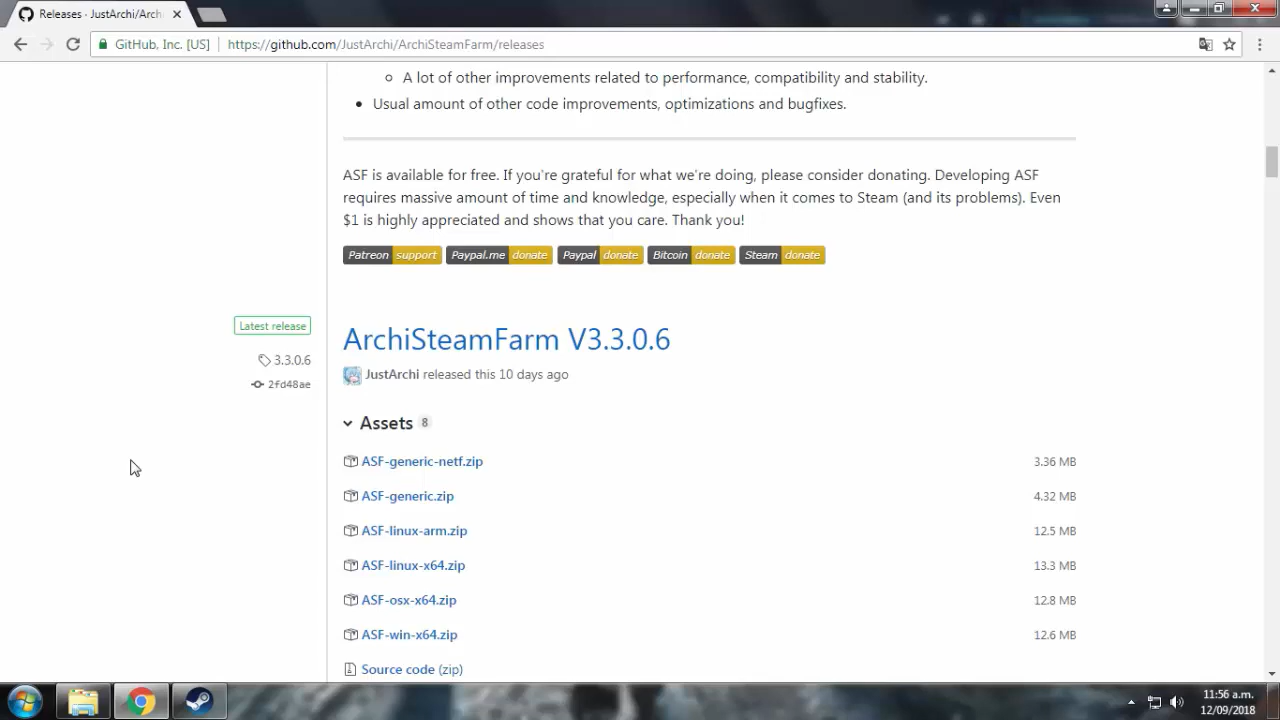 Releases · JustArchi/Archi
GitHub, Inc. [US]
https://github.com/JustArchi/ArchiSteamFarm/releases
A lot of other improvements related to performance, compatibility and stability.
Usual amount of other code improvements, optimizations and bugfixes.
ASF is available for free. If you're grateful for what we're doing, please consider donating. Developing ASF
requires massive amount of time and knowledge, especially when it comes to Steam (and its problems). Even
$1 is highly appreciated and shows that you care. Thank you!
Patreon support Paypal.me donate Paypal donate Bitcoin donate Steam donate
Latest release
3.3.0.6
2fd48ae
ArchiSteamFarm V3.3.0.6
JustArchi released this 10 days ago
Assets 8
ASF-generic-netf.zip 3.36 MB
ASF-generic.zip 4.32 MB
ASF-linux-arm.zip 12.5 MB
ASF-linux-x64.zip 13.3 MB
ASF-osx-x64.zip 12.8 MB
ASF-win-x64.zip 12.6 MB
Source code (zip)
11:56 a.m.
12/09/2018